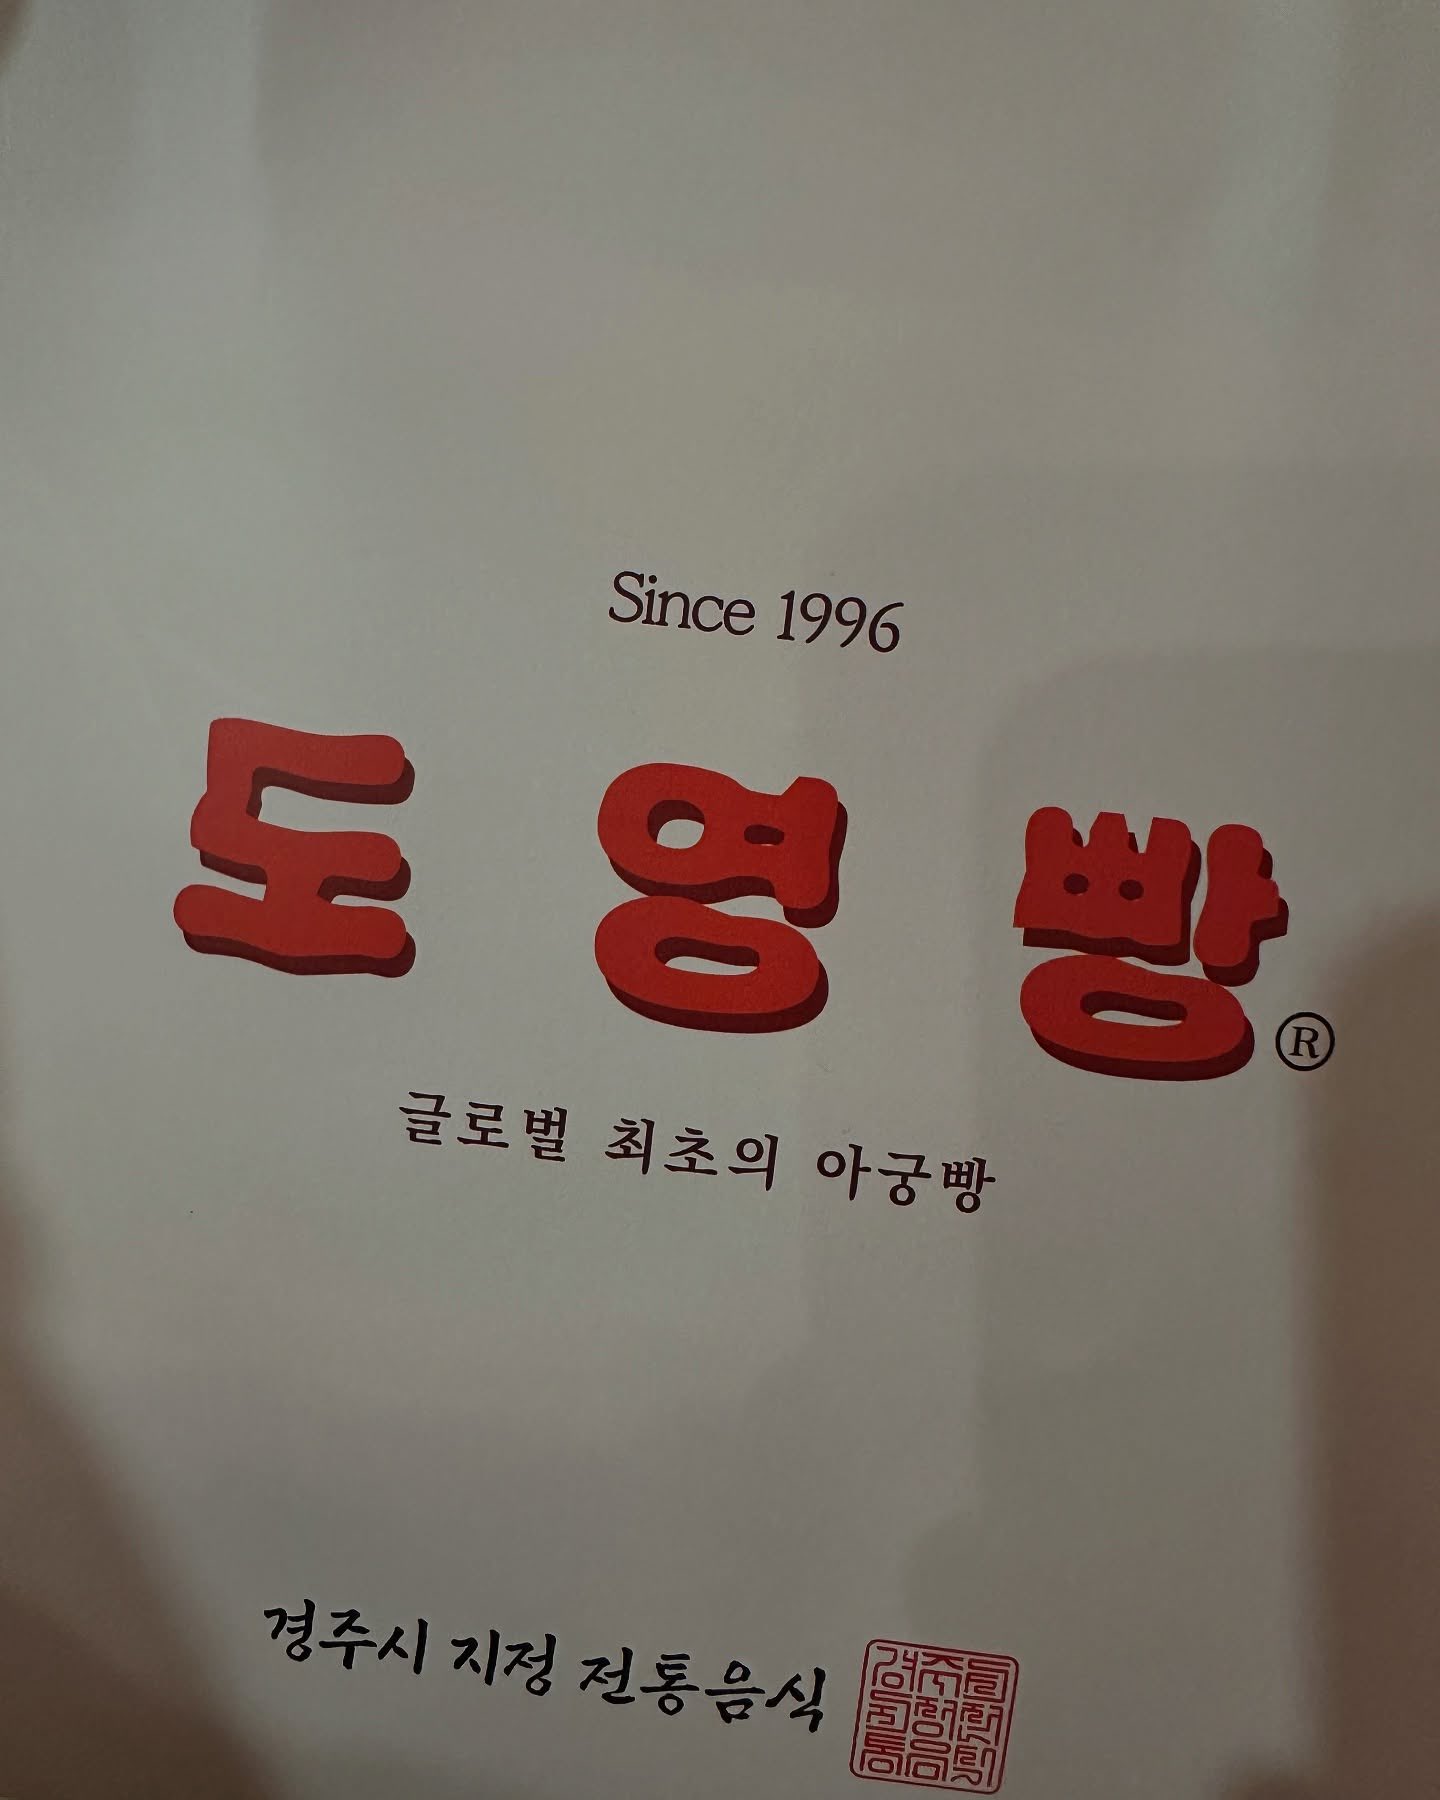 Since 1996
도영빵®
글로벌 최초의 아궁빵
경주시 지정 전통음식